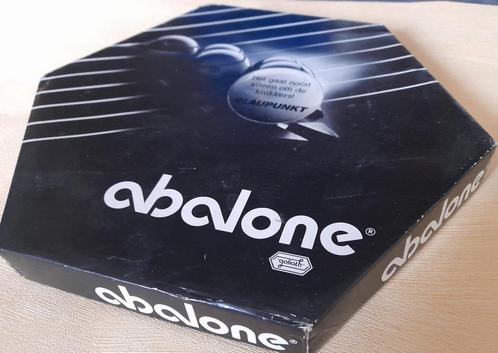 Het gaat nooit
alleen om de
knikkers!
BLAUPUNKT
abalone®
goliath
abalone®
abalone®